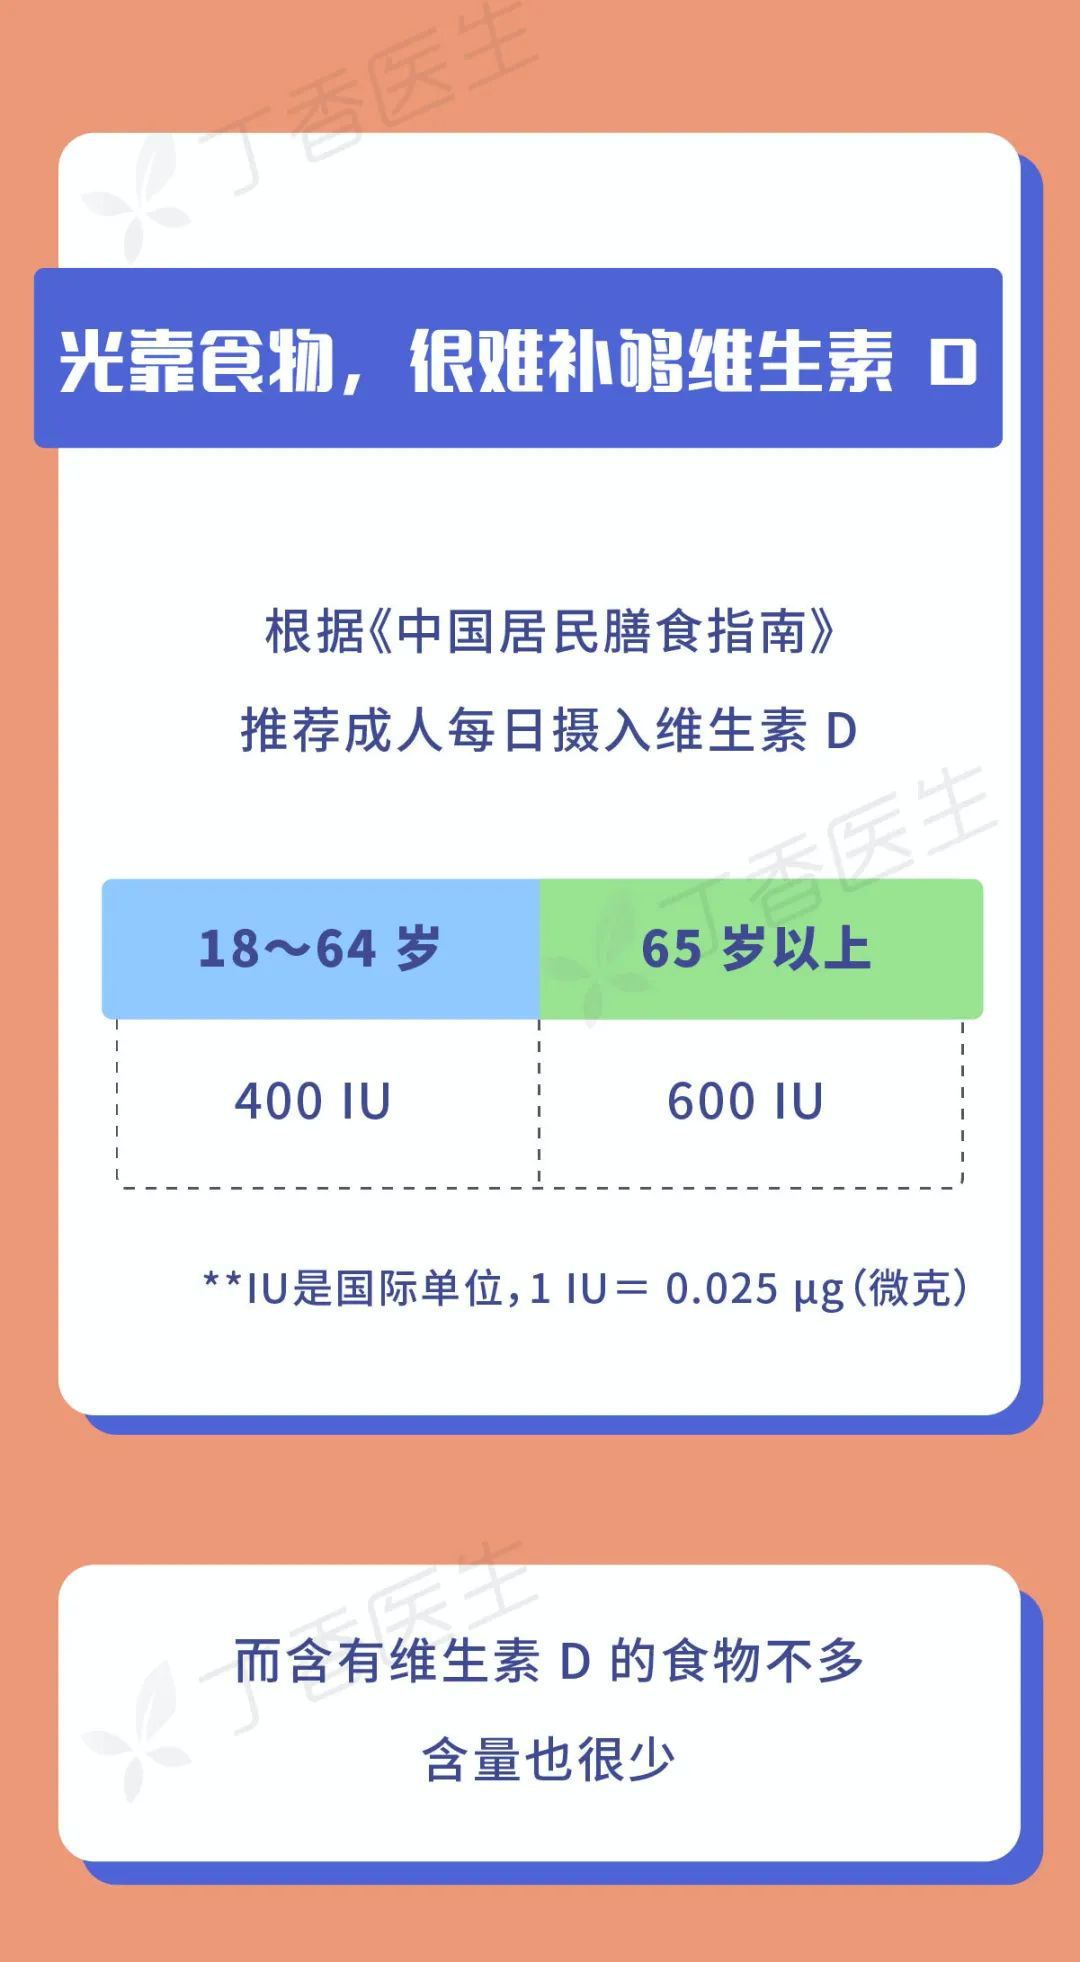 丁香医生
光靠食物，很难补够维生素 D
根据《中国居民膳食指南》
推荐成人每日摄入维生素 D
丁香医生
18～64 岁 65 岁以上
400 IU 600 IU
**IU是国际单位，1 IU＝ 0.025 μg（微克）
丁香医生
而含有维生素 D 的食物不多
含量也很少